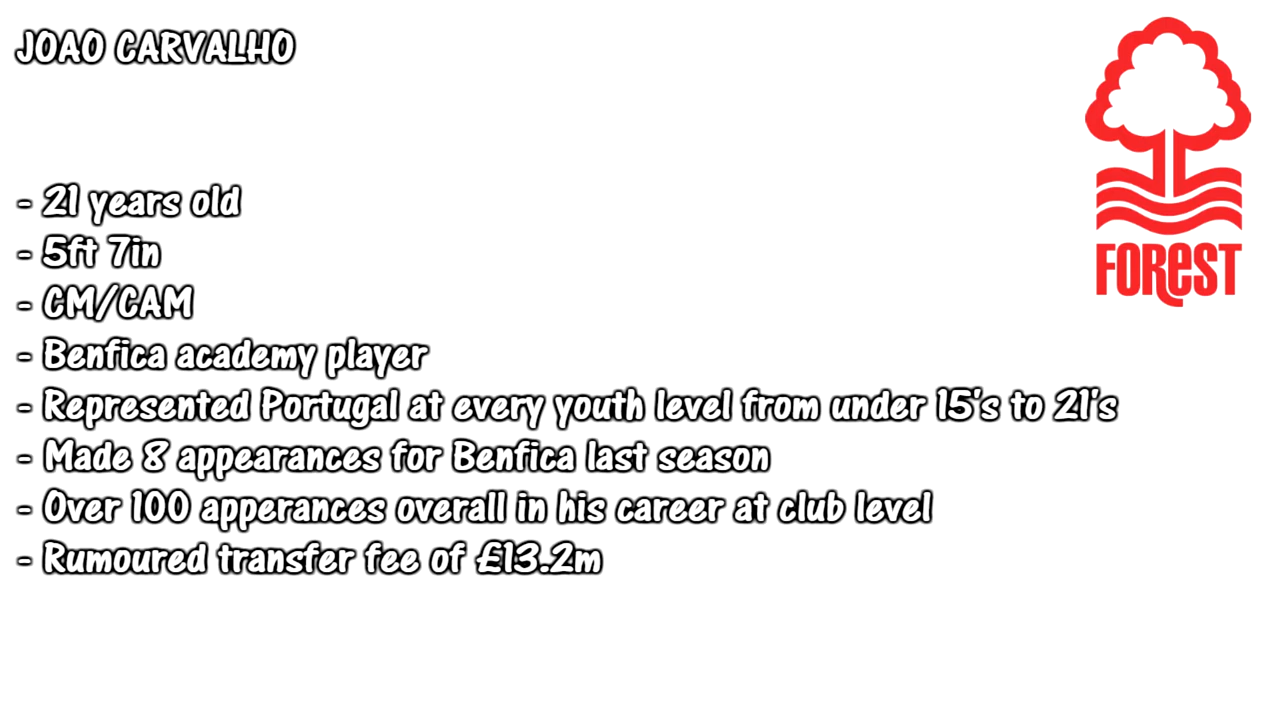 JOAO CARVALHO
- 21 years old
- 5ft 7in
- CM/CAM
- Benfica academy player
- Represented Portugal at every youth level from under 15's to 21's
- Made 8 appearances for Benfica last season
- Over 100 apperances overall in his career at club level
- Rumoured transfer fee of £13.2m
FOREST